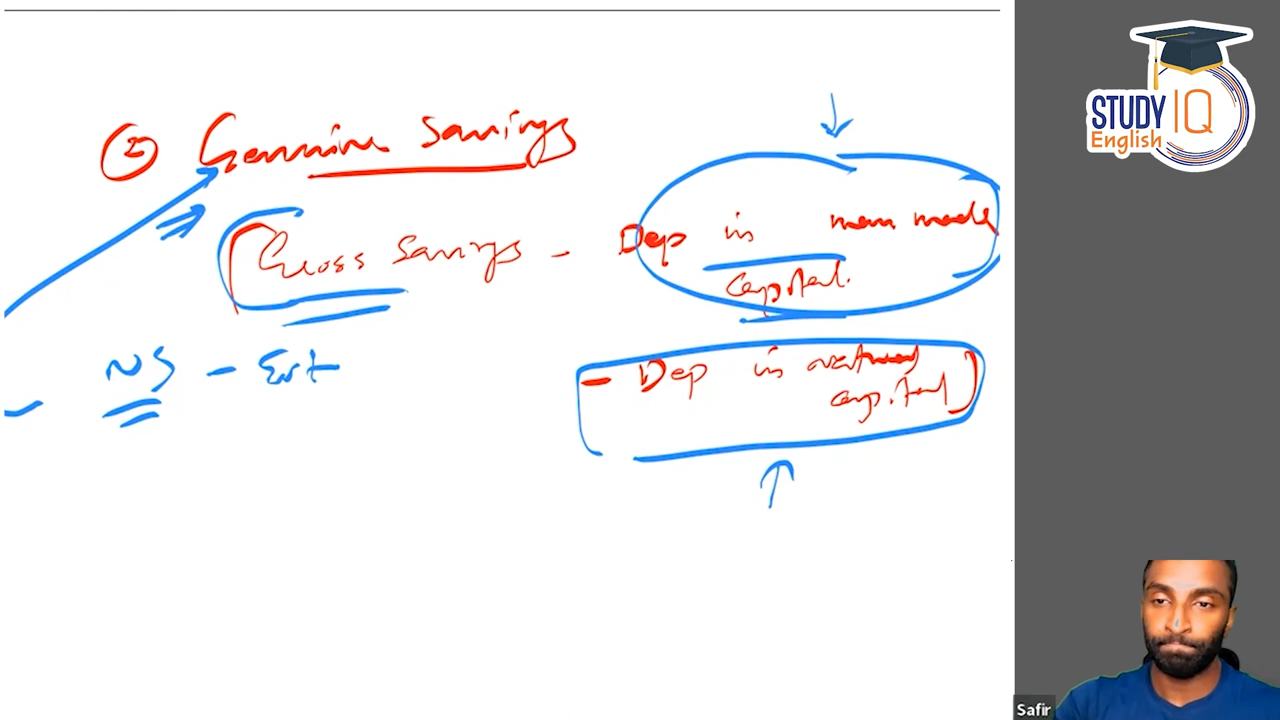 ② Genuine Savings
Gross Savings - Dep in man made
capital.
NS - Ext
- Dep in natural
capital
STUDY IQ
English
Safir